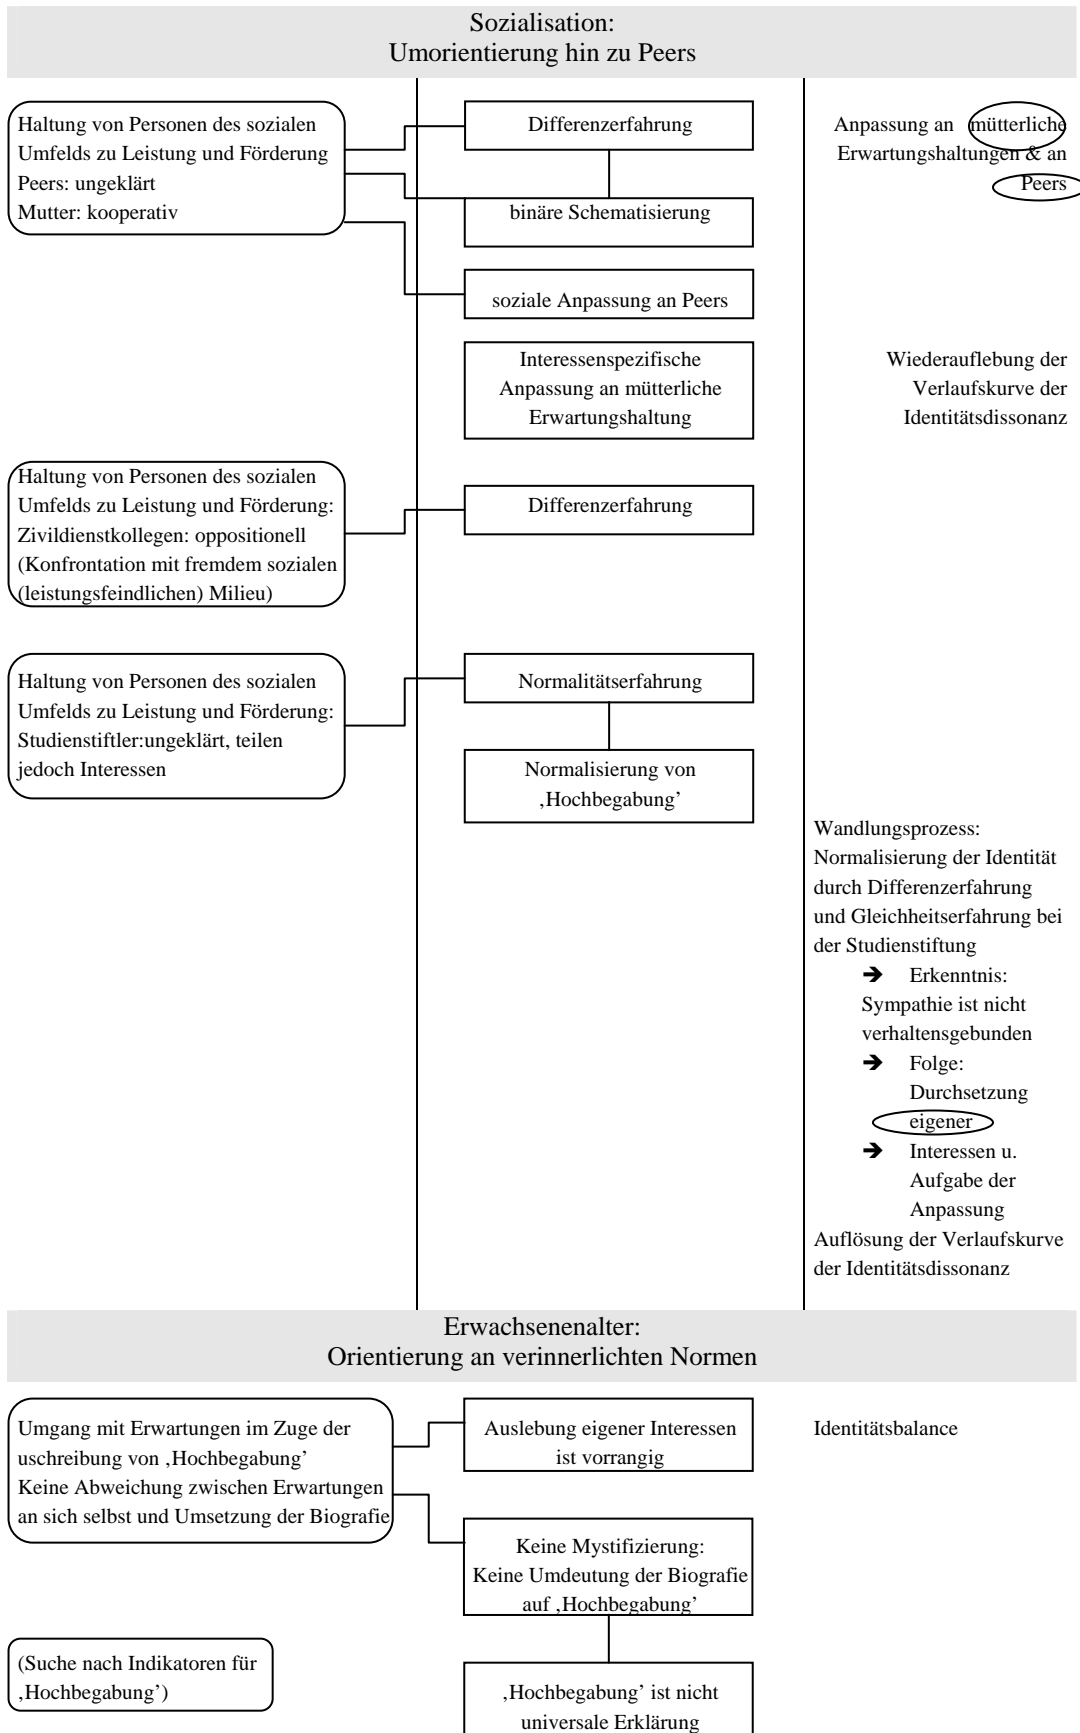 Sozialisation:
Umorientierung hin zu Peers
Haltung von Personen des sozialen
Umfelds zu Leistung und Förderung
Peers: ungeklärt
Mutter: kooperativ
Differenzerfahrung
binäre Schematisierung
soziale Anpassung an Peers
Interessenspezifische
Anpassung an mütterliche
Erwartungshaltung
Anpassung an mütterliche
Erwartungshaltungen & an
Peers
Wiederauflebung der
Verlaufskurve der
Identitätsdissonanz
Haltung von Personen des sozialen
Umfelds zu Leistung und Förderung:
Zivildienstkollegen: oppositionell
(Konfrontation mit fremdem sozialen
(leistungsfeindlichen) Milieu)
Differenzerfahrung
Haltung von Personen des sozialen
Umfelds zu Leistung und Förderung:
Studienstiftler:ungeklärt, teilen
jedoch Interessen
Normalitätserfahrung
Normalisierung von
‚Hochbegabung’
Wandlungsprozess:
Normalisierung der Identität
durch Differenzerfahrung
und Gleichheitserfahrung bei
der Studienstiftung
➔ Erkenntnis:
Sympathie ist nicht
verhaltensgebunden
➔ Folge:
Durchsetzung
eigener
➔ Interessen u.
Aufgabe der
Anpassung
Auflösung der Verlaufskurve
der Identitätsdissonanz
Erwachsenenalter:
Orientierung an verinnerlichten Normen
Umgang mit Erwartungen im Zuge der
uschreibung von ‚Hochbegabung’
Keine Abweichung zwischen Erwartungen
an sich selbst und Umsetzung der Biografie
Auslebung eigener Interessen
ist vorrangig
Identitätsbalance
Keine Mystifizierung:
Keine Umdeutung der Biografie
auf ‚Hochbegabung’
(Suche nach Indikatoren für
‚Hochbegabung’)
‚Hochbegabung’ ist nicht
universale Erklärung